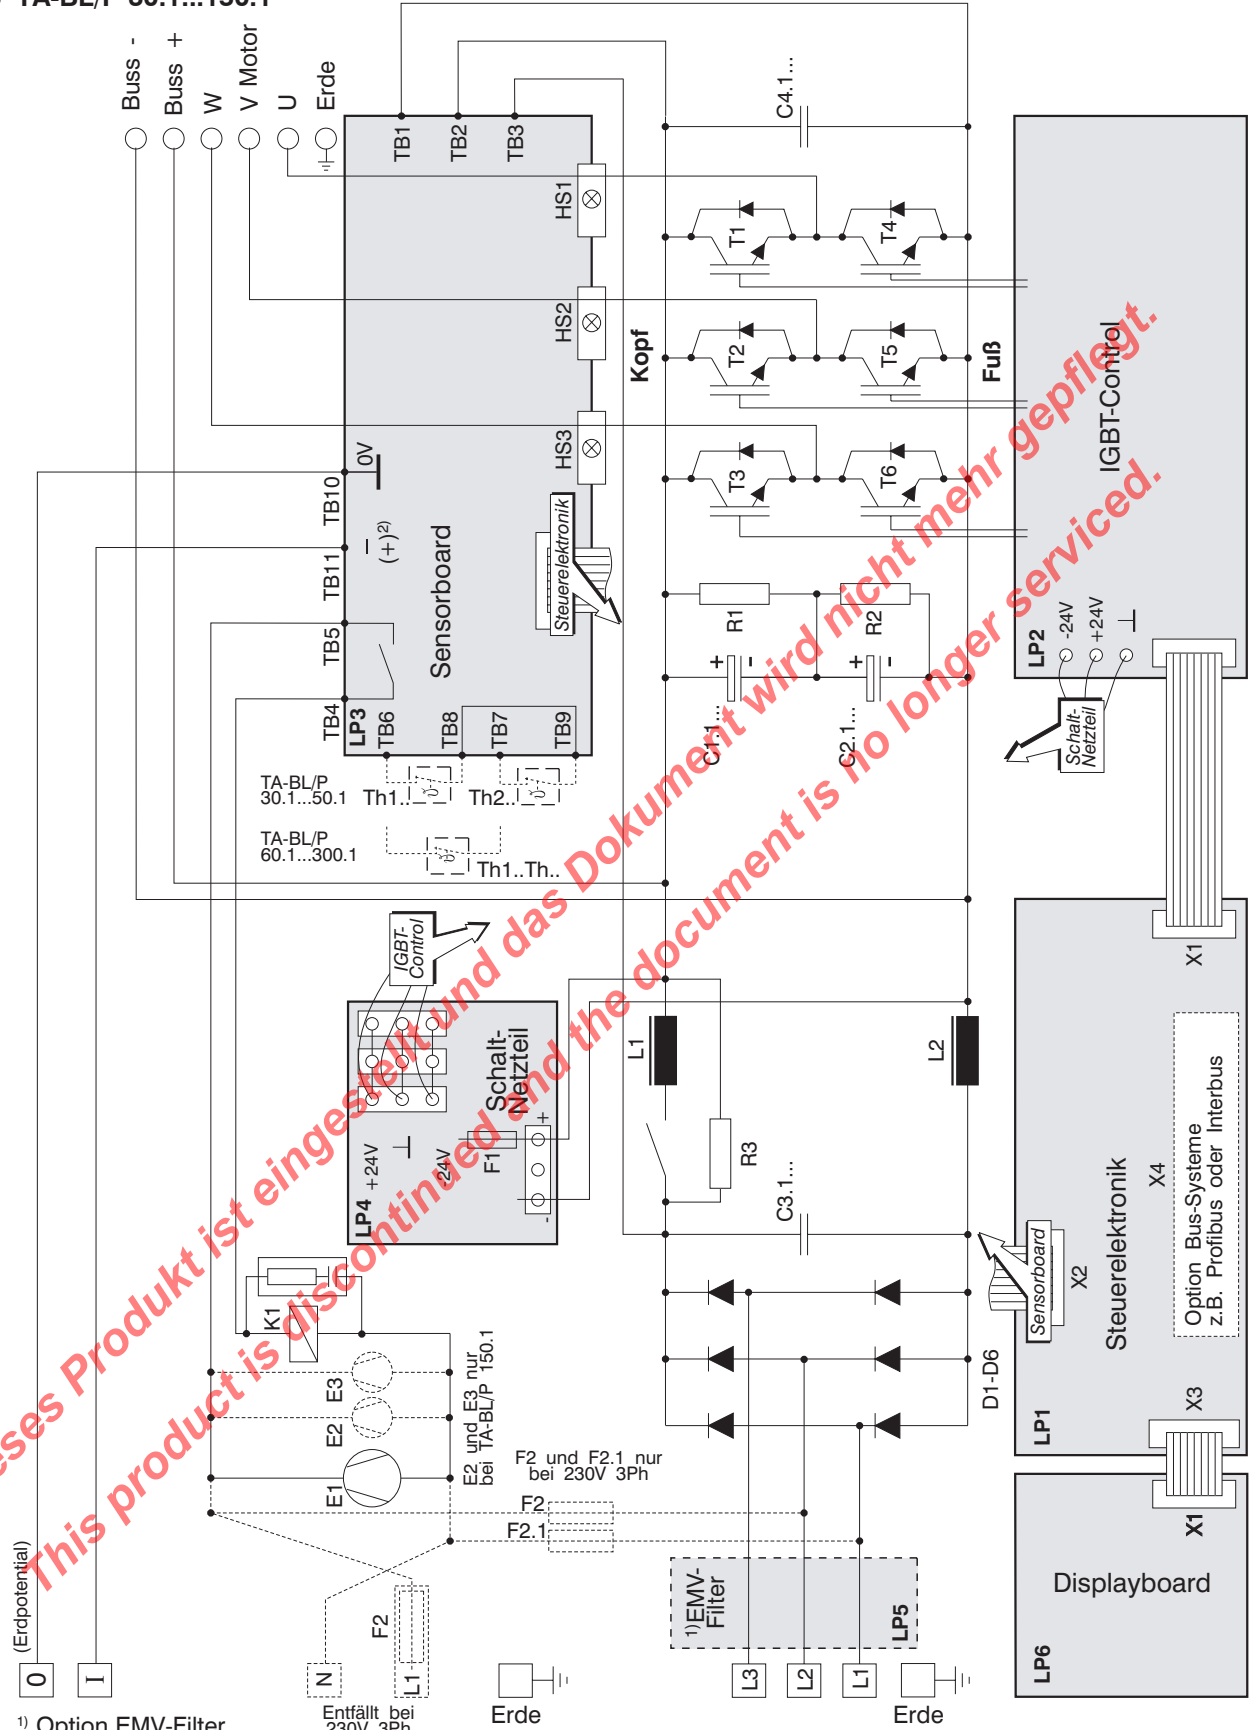 TA-BL/P 30.1...150.1
Buss -
Buss +
W
V Motor
U
Erde
TB1
TB2
TB3
C4.1...
HS1
HS2
HS3
T1
T4
T2
T5
T3
T6
Kopf
Fuß
IGBT-Control
0V
TB10
TB11
– (+)²⁾
TB5
TB4
Sensorboard
Steuerelektronik
LP3
TB6
TB8
TB7
TB9
R1
R2
C1.1...
C2.1...
LP2
-24V
+24V
Schalt-
Netzteil
TA-BL/P
30.1...50.1
Th1..
Th2..
TA-BL/P
60.1...300.1
Th1..Th..
IGBT-
Control
Schalt-
Netzteil
LP4
+24V
-24V
F1
+
-
L1
L2
R3
C3.1...
K1
E3
E2
E1
E2 und E3 nur
bei TA-BL/P 150.1
D1-D6
Sensorboard
X2
X1
LP1
Steuerelektronik
X4
Option Bus-Systeme
z.B. Profibus oder Interbus
X3
X1
Displayboard
LP6
F2 und F2.1 nur
bei 230V 3Ph
F2
F2.1
(Erdpotential)
0
I
N
L1
F2
Entfällt bei
230V 3Ph
Erde
¹⁾EMV-
Filter
LP5
L3
L2
L1
Erde
¹⁾ Option EMV-Filter
eses Produkt ist eingestellt und das Dokument wird nicht mehr gepflegt.
This product is discontinued and the document is no longer serviced.